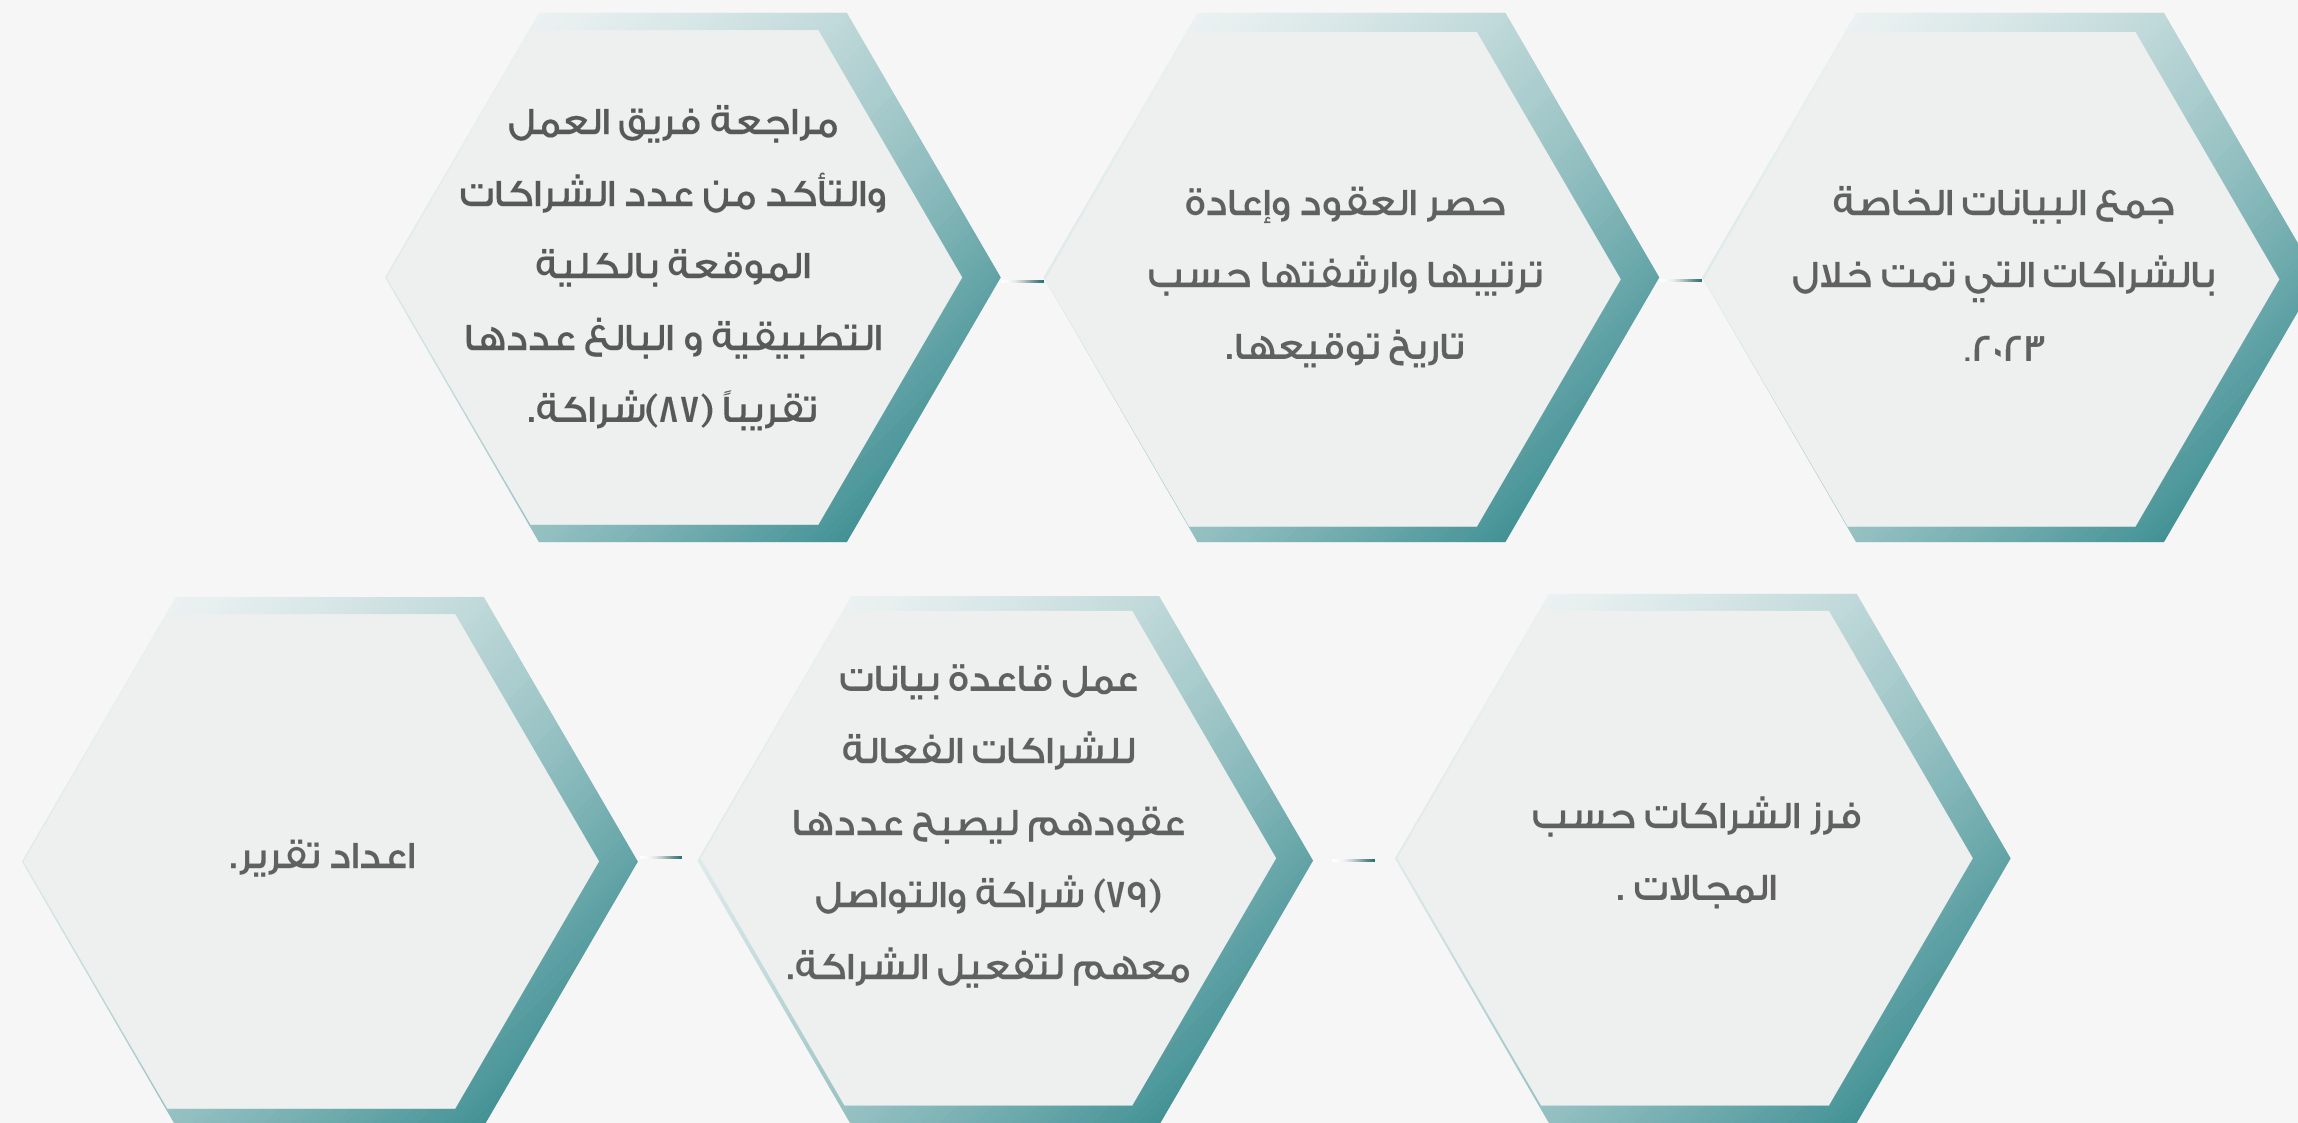 جمع البيانات الخاصة
بالشراكات التي تمت خلال
٢٠٢٣.
حصر العقود وإعادة
ترتيبها وارشفتها حسب
تاريخ توقيعها.
مراجعة فريق العمل
والتأكد من عدد الشراكات
الموقعة بالكلية
التطبيقية و البالغ عددها
تقريباً (٨٧)شراكة.
فرز الشراكات حسب
المجالات .
عمل قاعدة بيانات
للشراكات الفعالة
عقودهم ليصبح عددها
(٧٩) شراكة والتواصل
معهم لتفعيل الشراكة.
اعداد تقرير.